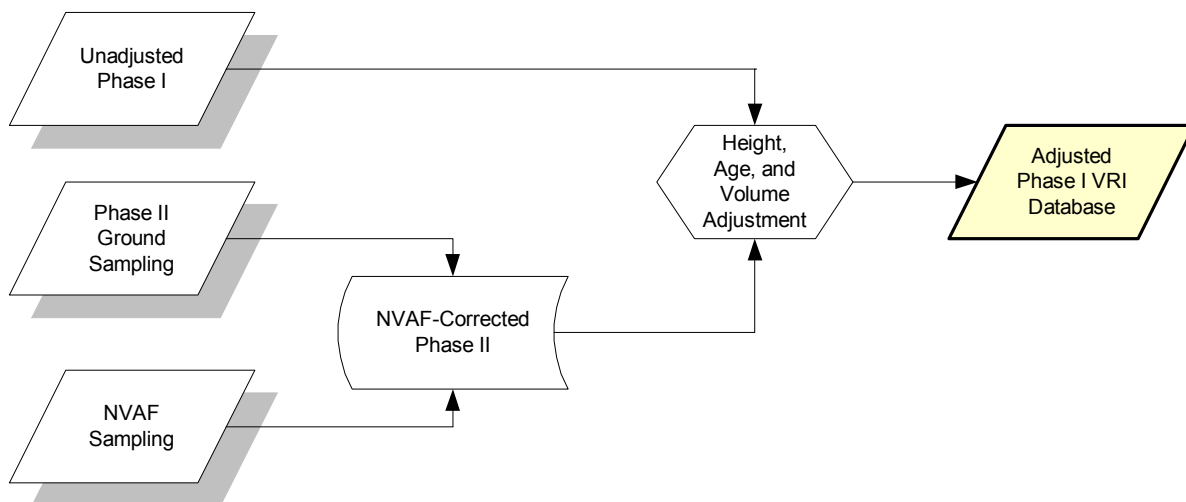 Unadjusted
Phase I
Height,
Age, and
Volume
Adjustment
Adjusted
Phase I VRI
Database
Phase II
Ground
Sampling
NVAF-Corrected
Phase II
NVAF
Sampling